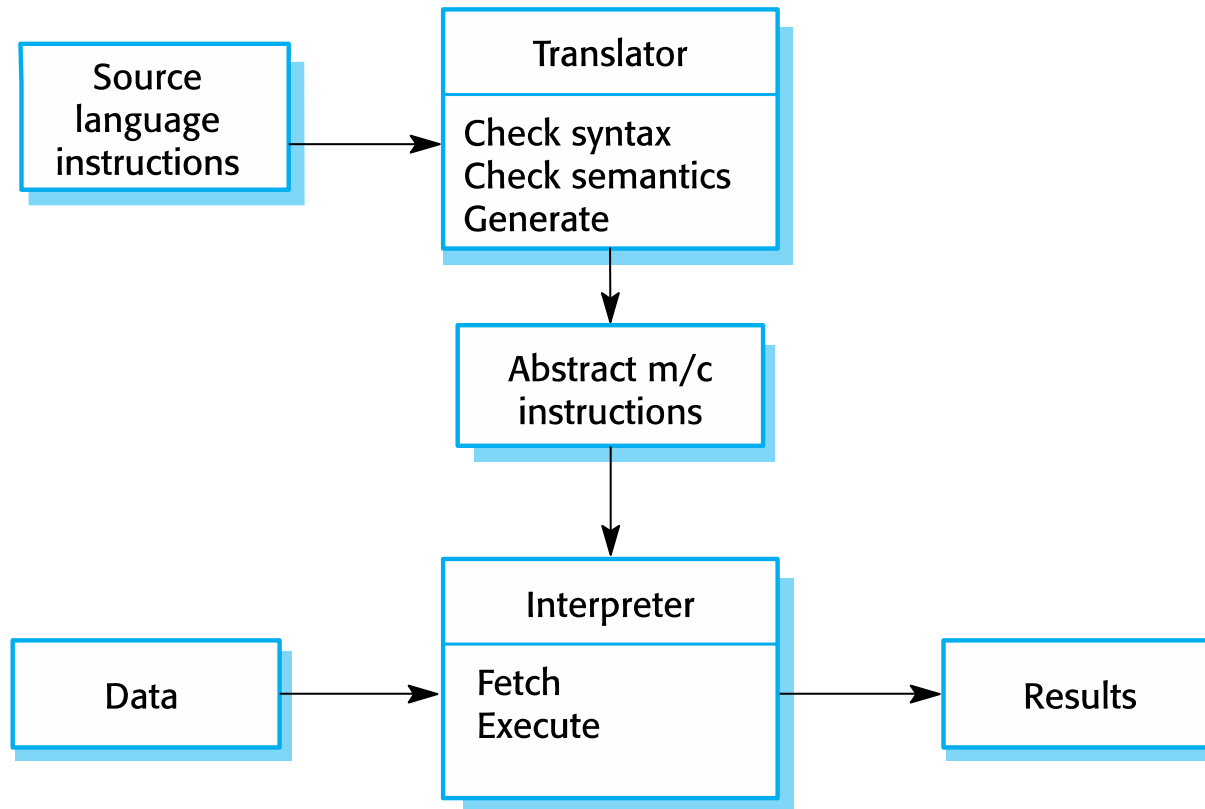 Source
language
instructions
Translator
Check syntax
Check semantics
Generate
Abstract m/c
instructions
Interpreter
Fetch
Execute
Data
Results